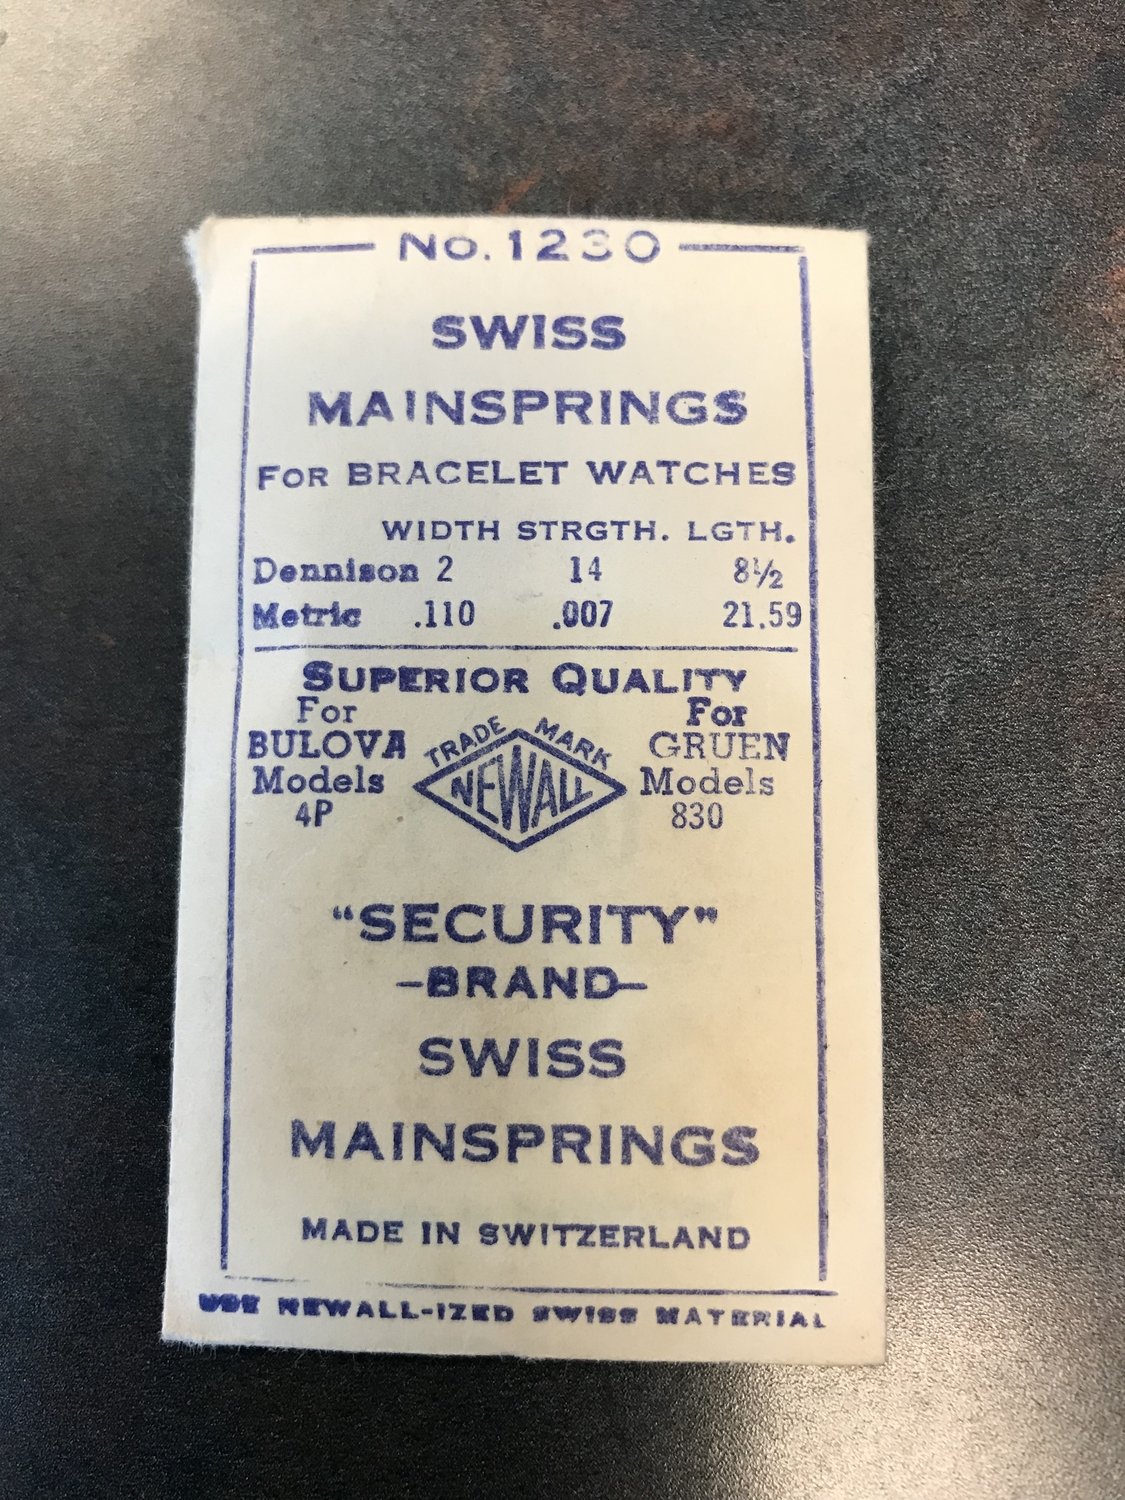 No. 1230
SWISS
MAINSPRINGS
FOR BRACELET WATCHES
WIDTH STRGTH. LGTH.
Dennison 2 14 8½
Metric .110 .007 21.59
SUPERIOR QUALITY
For BULOVA Models 4P
TRADE MARK
NEWALL
For GRUEN Models 830
"SECURITY"
-BRAND-
SWISS
MAINSPRINGS
MADE IN SWITZERLAND
USE NEWALL-IZED SWISS MATERIAL